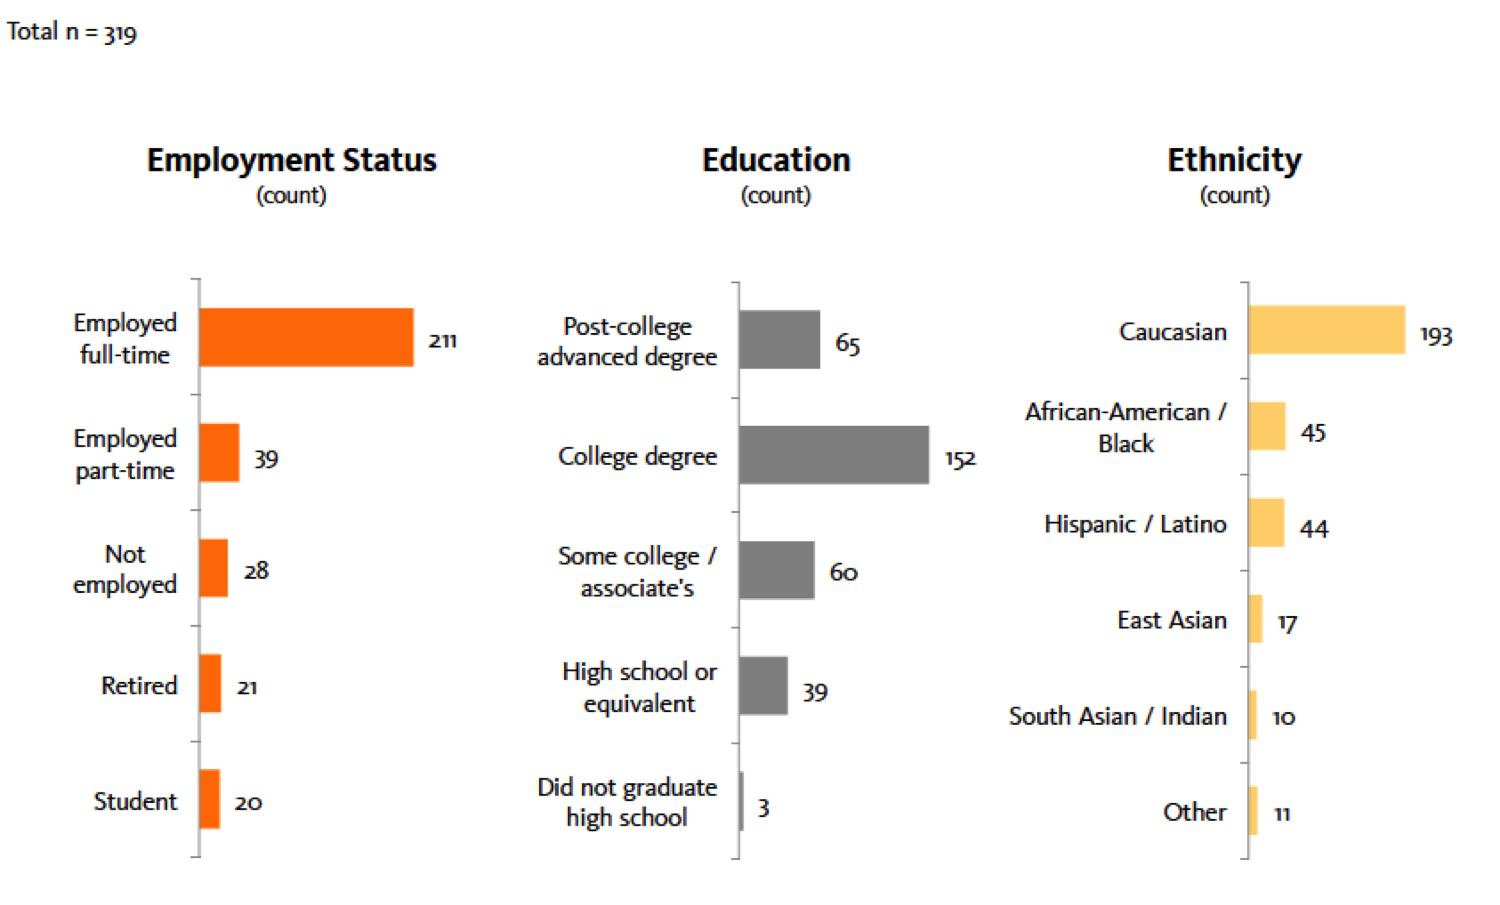 Total n = 319
Employment Status
(count)
Employed
full-time
211
Employed
part-time
39
Not
employed
28
Retired
21
Student
20
Education
(count)
Post-college
advanced degree
65
College degree
152
Some college /
associate's
60
High school or
equivalent
39
Did not graduate
high school
3
Ethnicity
(count)
Caucasian
193
African-American /
Black
45
Hispanic / Latino
44
East Asian
17
South Asian / Indian
10
Other
11